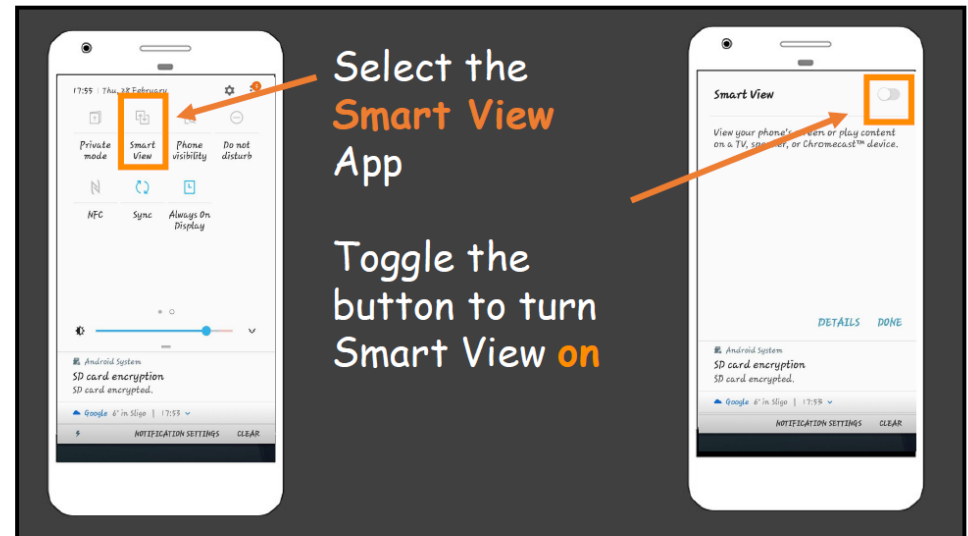 17:55 | Thu, 28 February
Private mode
Smart View
Phone visibility
Do not disturb
NFC
Sync
Always On Display
Android System
SD card encryption
SD card encrypted.
Google 6° in Sligo | 17:53
NOTIFICATION SETTINGS CLEAR
Select the
Smart View
App
Toggle the
button to turn
Smart View on
Smart View
View your phone's screen or play content
on a TV, speaker, or Chromecast™ device.
DETAILS DONE
Android System
SD card encryption
SD card encrypted.
Google 6° in Sligo | 17:53
NOTIFICATION SETTINGS CLEAR